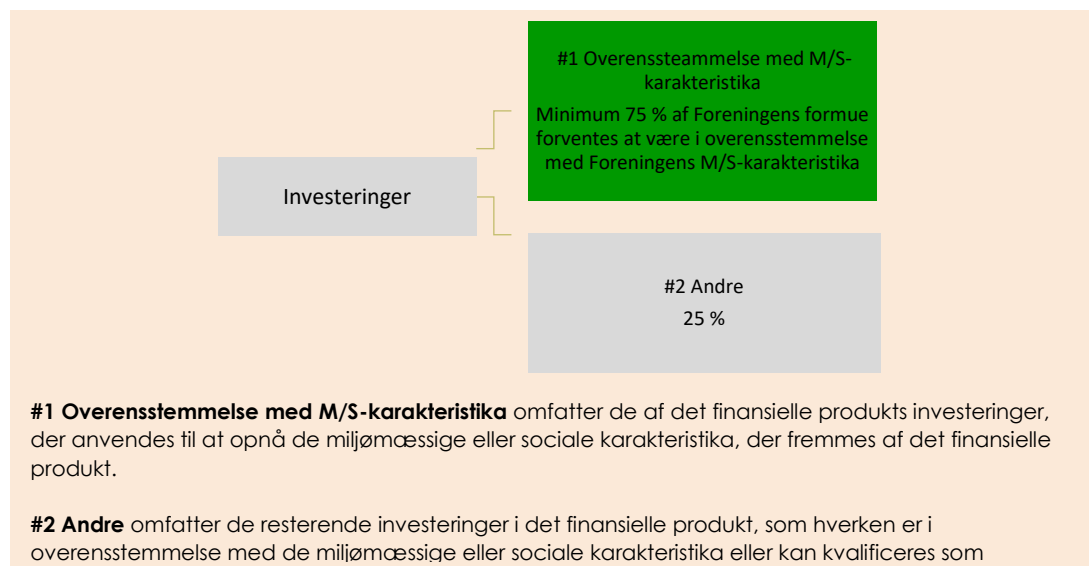 #1 Overenssteammelse med M/S-
karakteristika
Minimum 75 % af Foreningens formue
forventes at være i overensstemmelse
med Foreningens M/S-karakteristika
Investeringer
#2 Andre
25 %
#1 Overensstemmelse med M/S-karakteristika omfatter de af det finansielle produkts investeringer,
der anvendes til at opnå de miljømæssige eller sociale karakteristika, der fremmes af det finansielle
produkt.
#2 Andre omfatter de resterende investeringer i det finansielle produkt, som hverken er i
overensstemmelse med de miljømæssige eller sociale karakteristika eller kan kvalificeres som